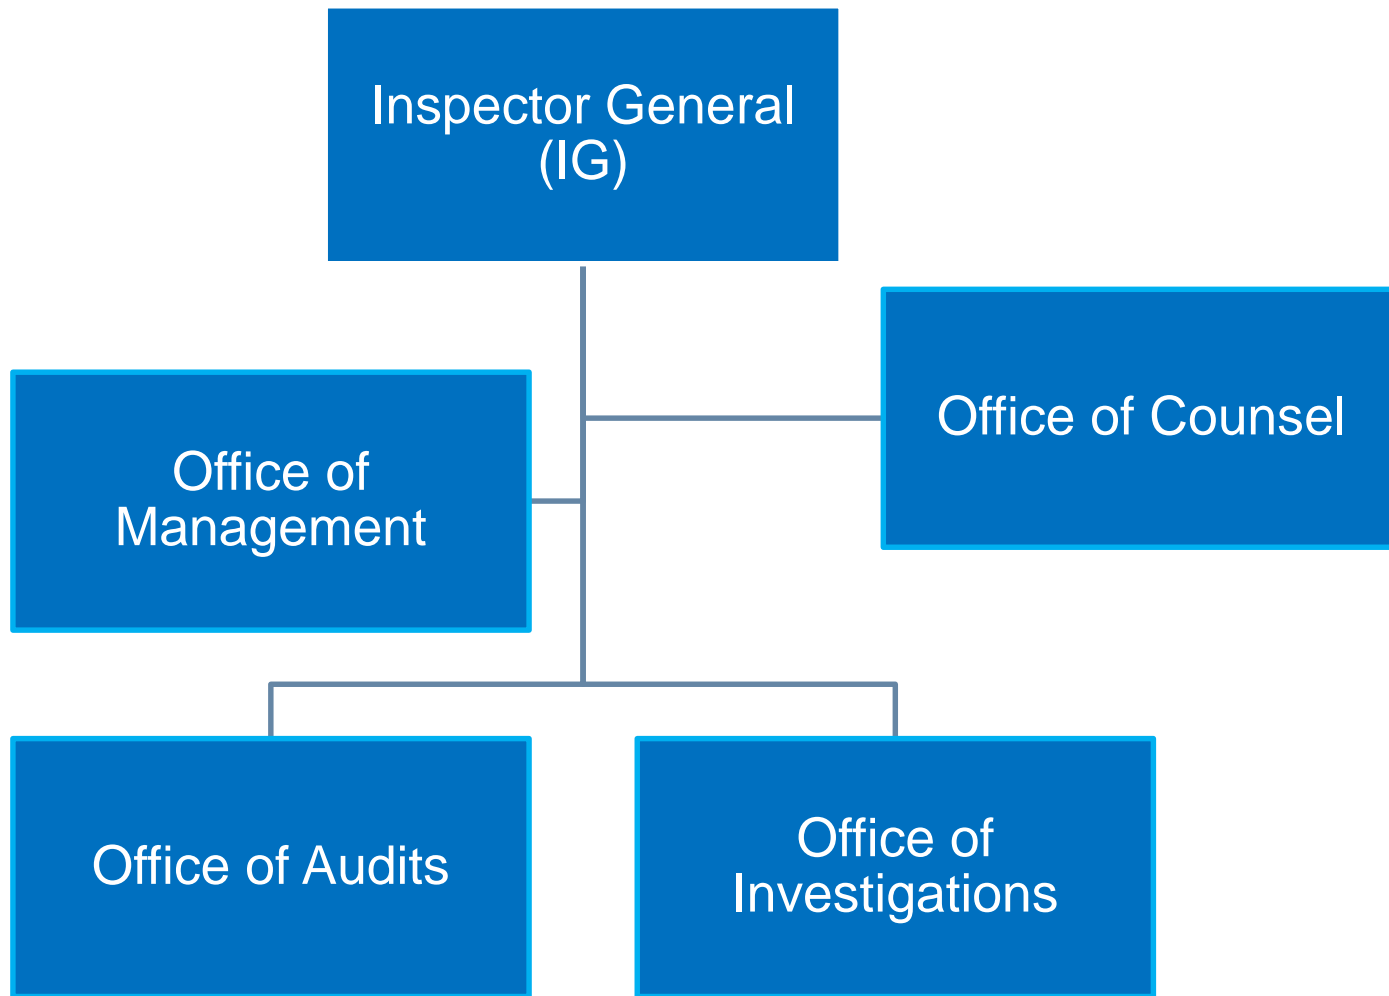 Inspector General
(IG)
Office of Counsel
Office of
Management
Office of Audits
Office of
Investigations